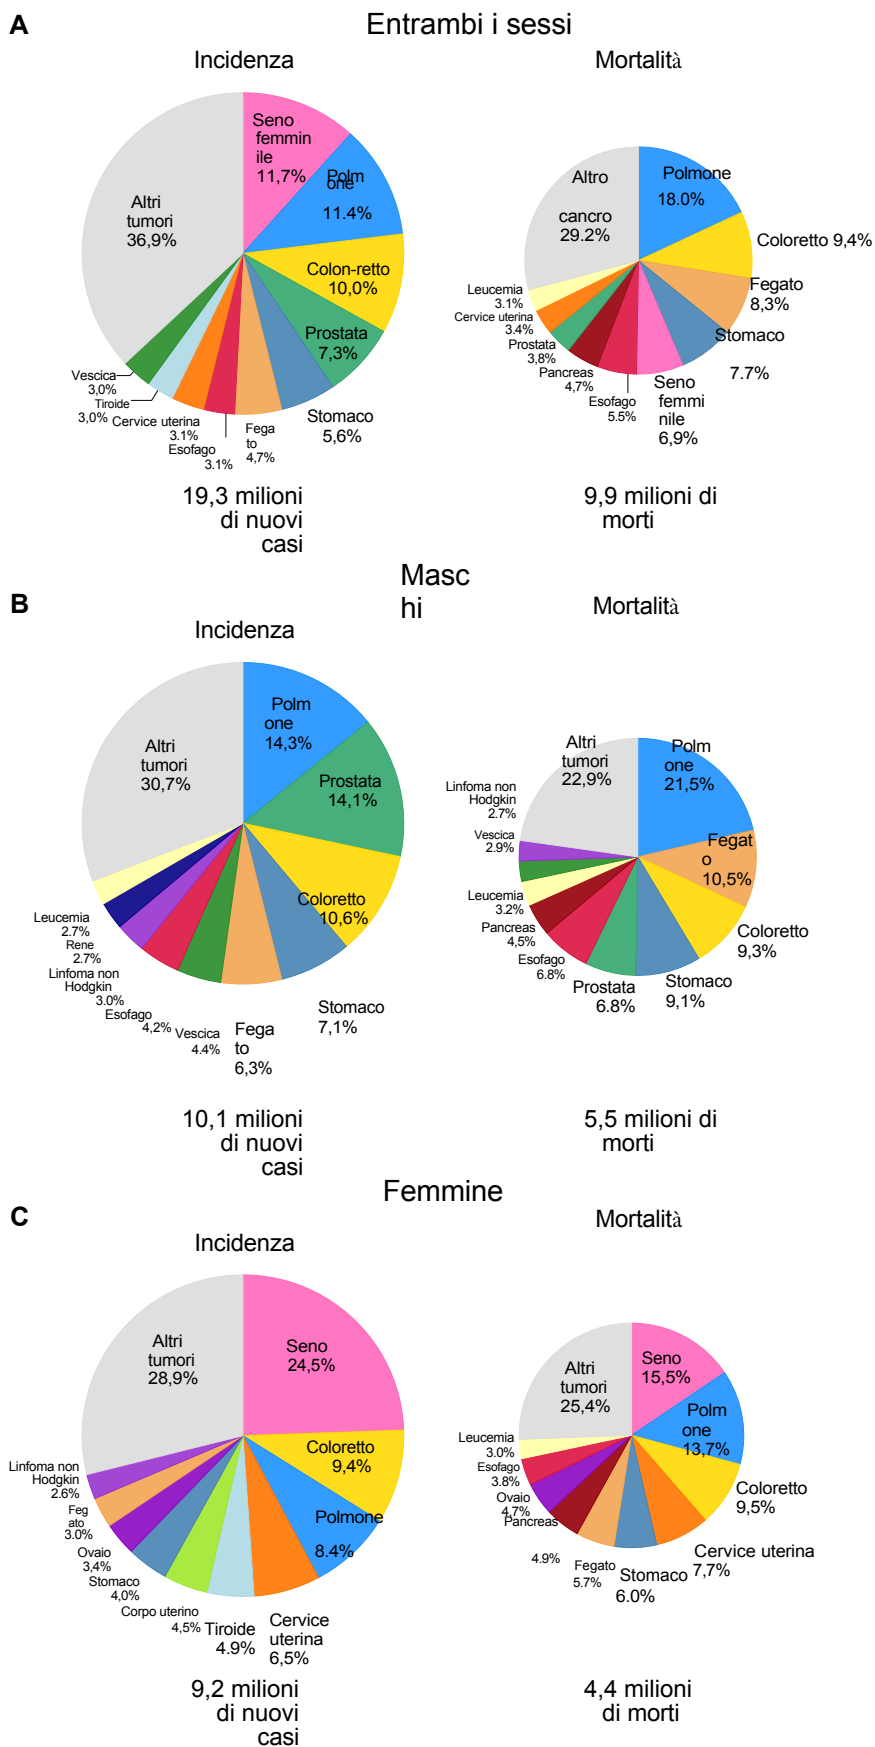 A
Entrambi i sessi
Incidenza
Seno
femmin
ile
11,7%
Polm
one
11.4%
Colon-retto
10,0%
Prostata
7,3%
Stomaco
5,6%
Fega
to
4,7%
Esofago
3.1%
Cervice uterina
3.1%
Tiroide
3,0%
Vescica
3,0%
Altri
tumori
36,9%
19,3 milioni
di nuovi
casi
Mortalità
Polmone
18.0%
Coloretto 9,4%
Fegato
8,3%
Stomaco
7.7%
Seno
femmi
nile
6,9%
Esofago
5.5%
Pancreas
4,7%
Prostata
3,8%
Cervice uterina
3.4%
Leucemia
3.1%
Altro
cancro
29.2%
9,9 milioni di
morti
B
Masc
hi
Incidenza
Polm
one
14,3%
Prostata
14,1%
Coloretto
10,6%
Stomaco
7,1%
Fega
to
6,3%
Vescica
4.4%
Esofago
4,2%
Linfoma non
Hodgkin
3.0%
Rene
2.7%
Leucemia
2.7%
Altri
tumori
30,7%
10,1 milioni
di nuovi
casi
Mortalità
Polm
one
21,5%
Fegat
o
10,5%
Coloretto
9,3%
Stomaco
9,1%
Prostata
6.8%
Esofago
6.8%
Pancreas
4,5%
Leucemia
3.2%
Vescica
2.9%
Linfoma non
Hodgkin
2.7%
Altri
tumori
22,9%
5,5 milioni di
morti
C
Femmine
Incidenza
Seno
24,5%
Coloretto
9,4%
Polmone
8.4%
Cervice
uterina
6,5%
Tiroide
4.9%
Corpo uterino
4,5%
Stomaco
4,0%
Ovaio
3,4%
Feg
ato
3.0%
Linfoma non
Hodgkin
2.6%
Altri
tumori
28,9%
9,2 milioni
di nuovi
casi
Mortalità
Seno
15,5%
Polm
one
13,7%
Coloretto
9,5%
Cervice uterina
7,7%
Stomaco
6.0%
Fegato
5.7%
Pancreas
4.9%
Ovaio
4,7%
Esofago
3.8%
Leucemia
3.0%
Altri
tumori
25,4%
4,4 milioni
di morti